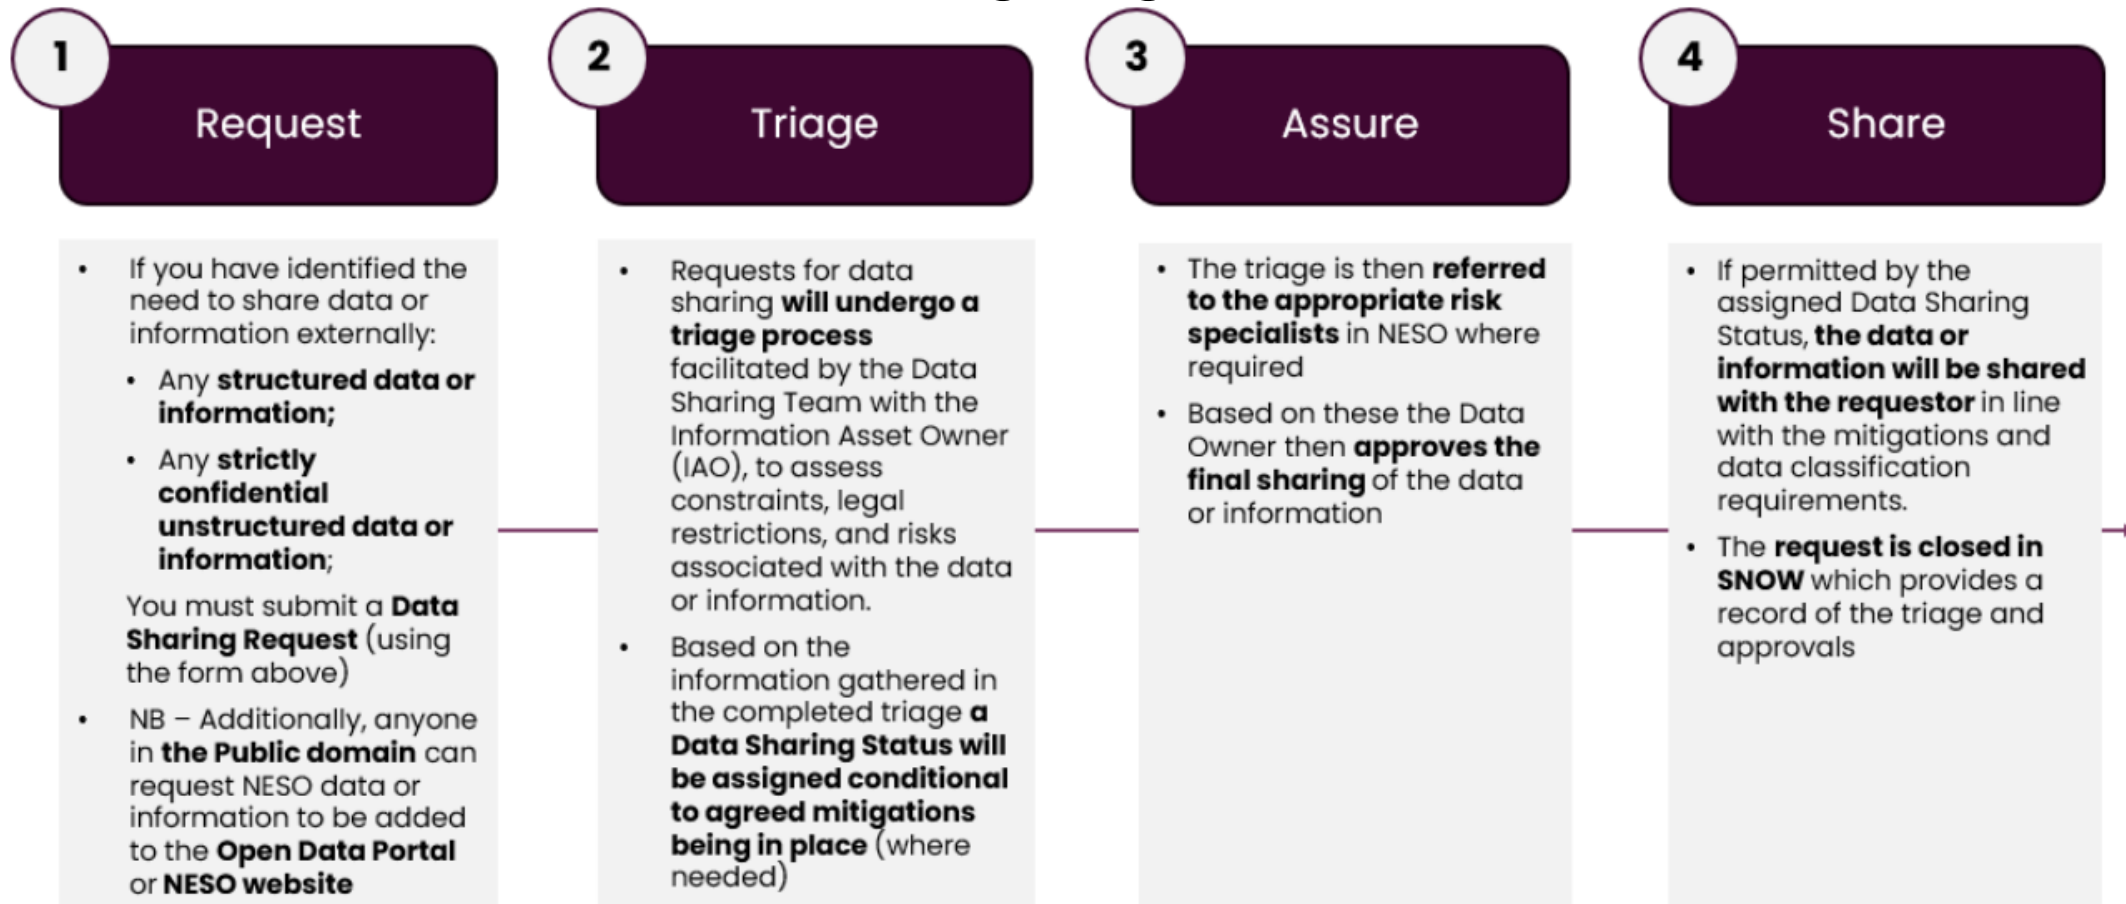 1
Request
• If you have identified the
need to share data or
information externally:
• Any structured data or
information;
• Any strictly
confidential
unstructured data or
information;
You must submit a Data
Sharing Request (using
the form above)
• NB – Additionally, anyone
in the Public domain can
request NESO data or
information to be added
to the Open Data Portal
or NESO website
2
Triage
• Requests for data
sharing will undergo a
triage process
facilitated by the Data
Sharing Team with the
Information Asset Owner
(IAO), to assess
constraints, legal
restrictions, and risks
associated with the data
or information.
• Based on the
information gathered in
the completed triage a
Data Sharing Status will
be assigned conditional
to agreed mitigations
being in place (where
needed)
3
Assure
• The triage is then referred
to the appropriate risk
specialists in NESO where
required
• Based on these the Data
Owner then approves the
final sharing of the data
or information
4
Share
• If permitted by the
assigned Data Sharing
Status, the data or
information will be shared
with the requestor in line
with the mitigations and
data classification
requirements.
• The request is closed in
SNOW which provides a
record of the triage and
approvals